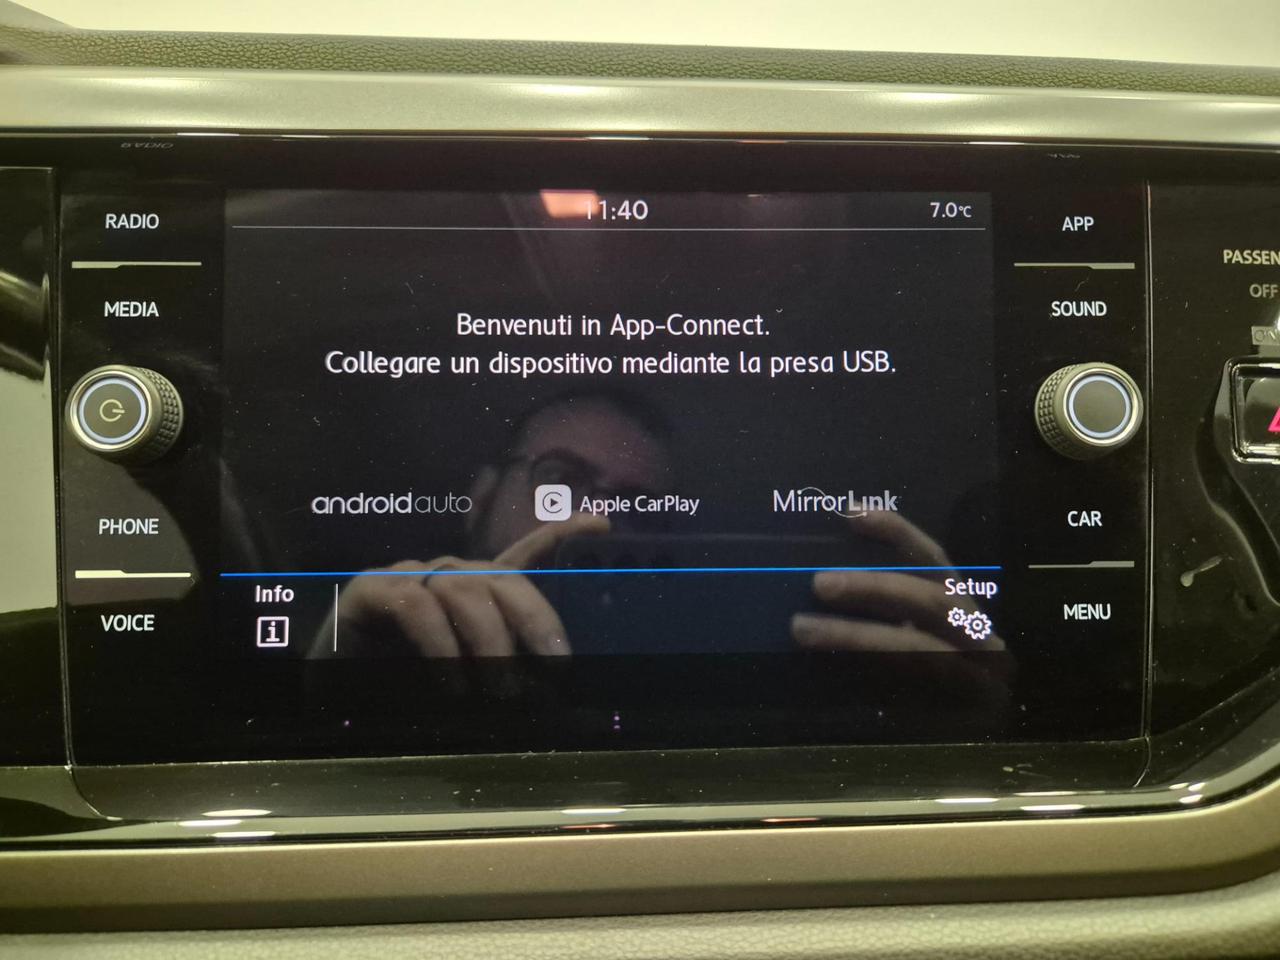 RADIO
MEDIA
PHONE
VOICE
11:40
7.0°C
Benvenuti in App-Connect.
Collegare un dispositivo mediante la presa USB.
androidauto
Apple CarPlay
MirrorLink
Info
i
Setup
APP
SOUND
CAR
MENU
OFF